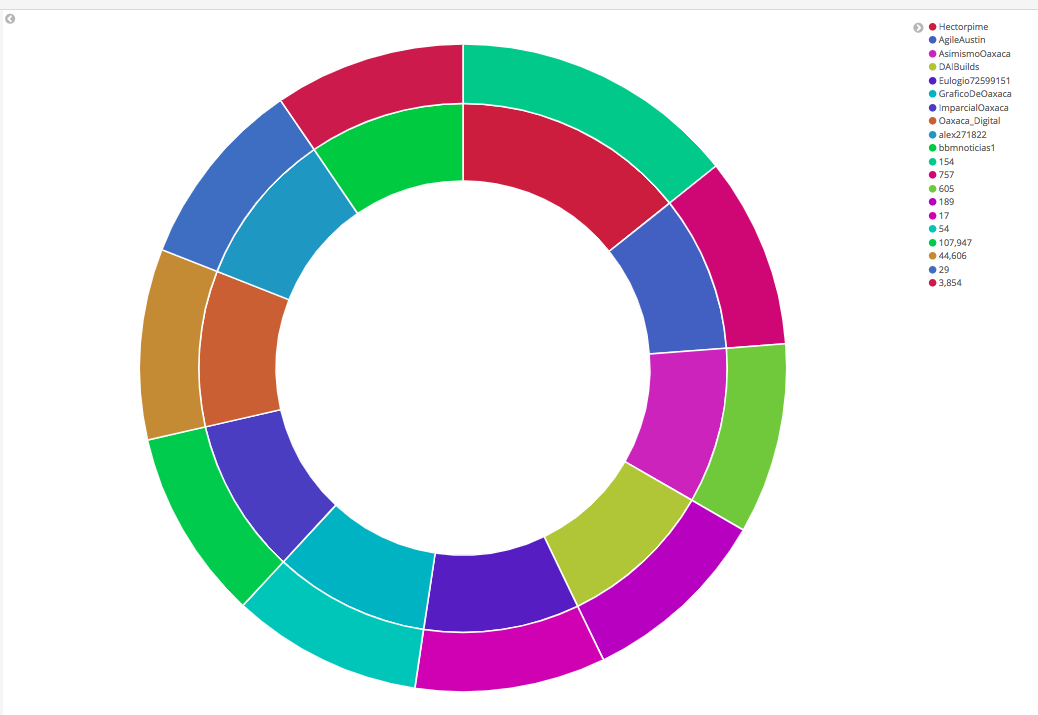 Hectorpime
AgileAustin
AsimismoOaxaca
DAIBuilds
Eulogio72599151
GraficoDeOaxaca
ImparcialOaxaca
Oaxaca_Digital
alex271822
bbmnoticias1
154
757
605
189
17
54
107,947
44,606
29
3,854